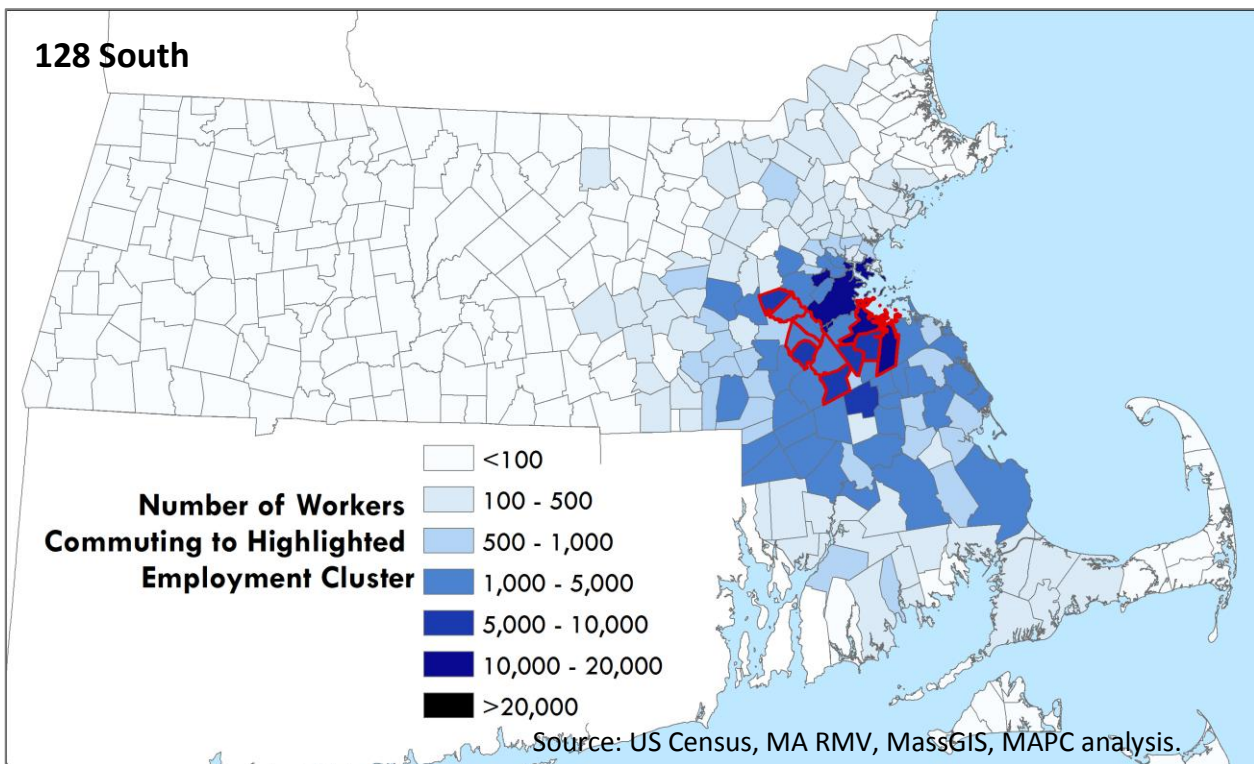 128 South
Number of Workers
Commuting to Highlighted
Employment Cluster
<100
100 - 500
500 - 1,000
1,000 - 5,000
5,000 - 10,000
10,000 - 20,000
>20,000
Source: US Census, MA RMV, MassGIS, MAPC analysis.